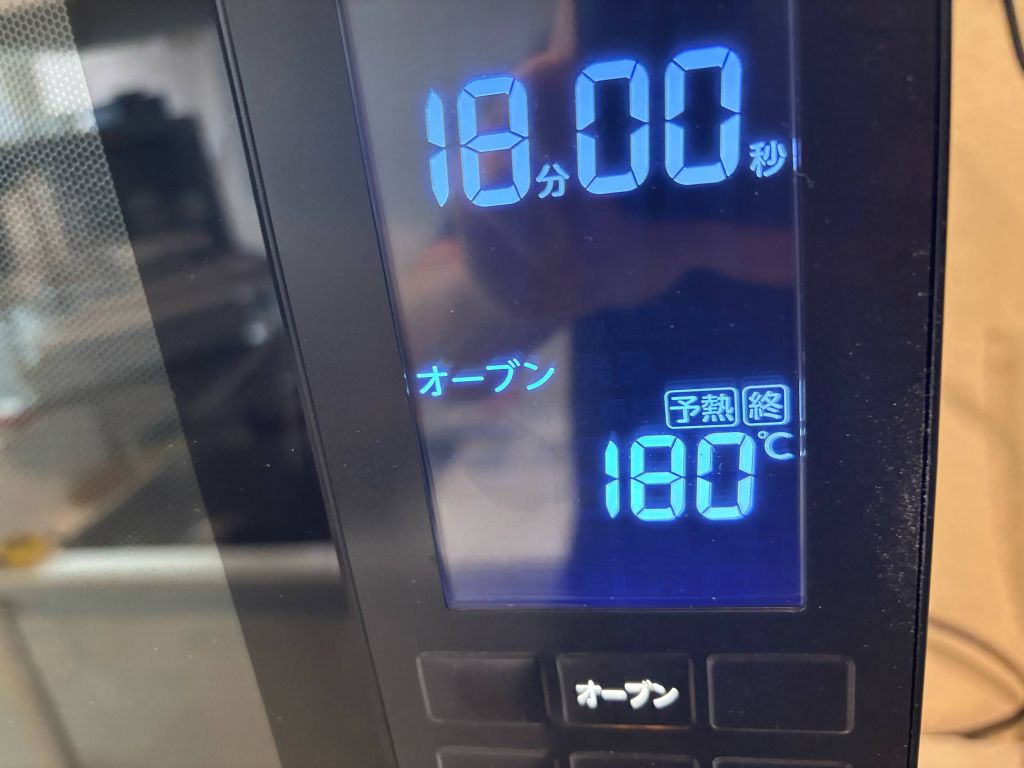 18分00秒
オーブン
予熱 終
180℃
オーブン